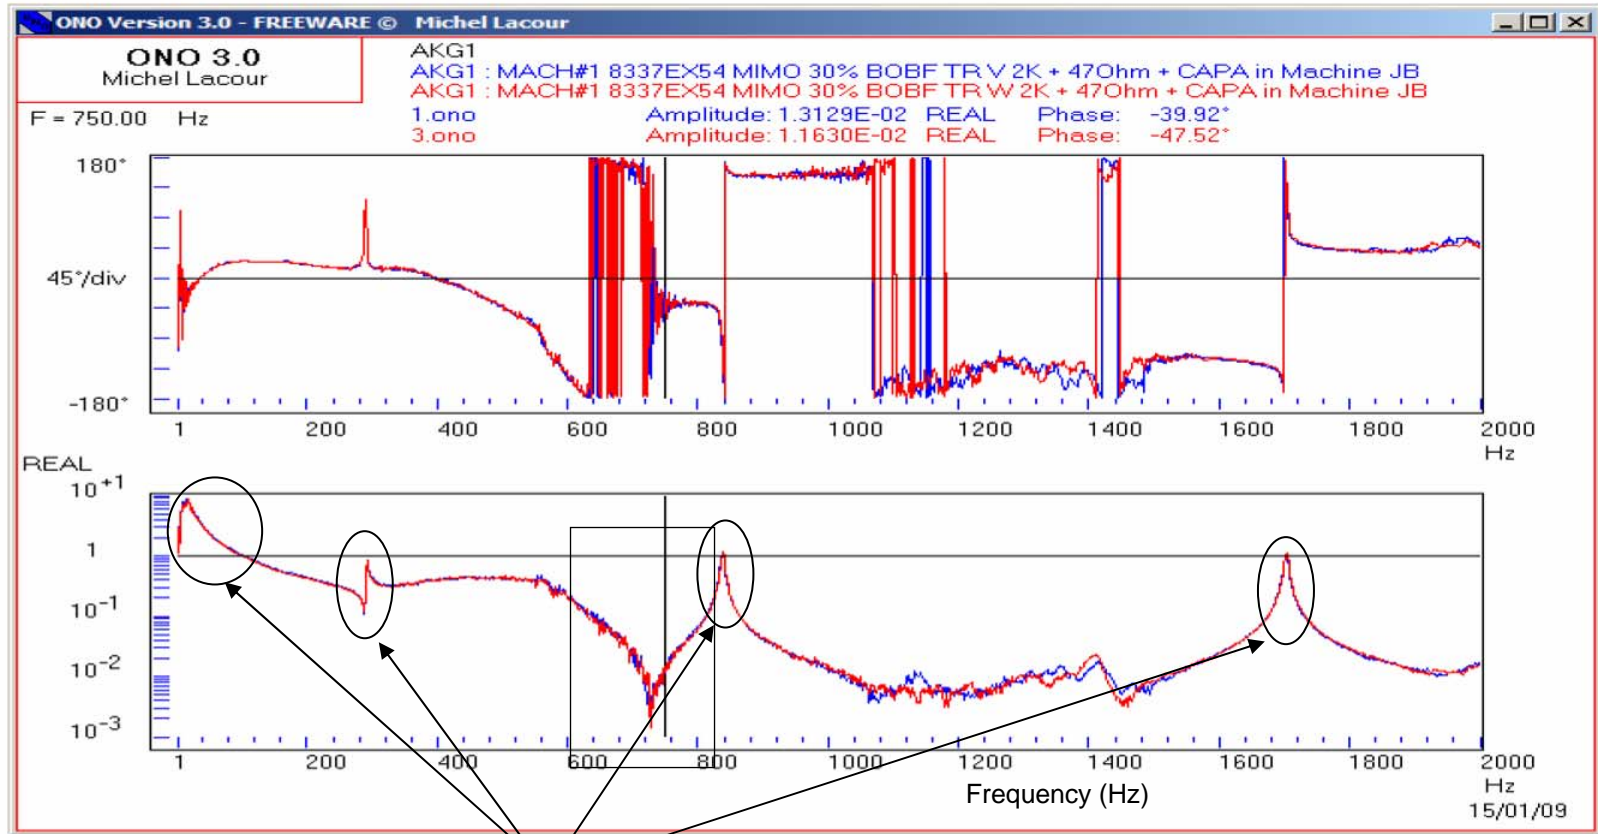 ONO Version 3.0 - FREEWARE © Michel Lacour
ONO 3.0
Michel Lacour
AKG1
AKG1 : MACH#1 8337EX54 MIMO 30% BOBF TR V 2K + 47Ohm + CAPA in Machine JB
AKG1 : MACH#1 8337EX54 MIMO 30% BOBF TR W 2K + 47Ohm + CAPA in Machine JB
F = 750.00 Hz
1.ono Amplitude: 1.3129E-02 REAL Phase: -39.92°
3.ono Amplitude: 1.1630E-02 REAL Phase: -47.52°
180°
45°/div
-180°
1 200 400 600 800 1000 1200 1400 1600 1800 2000
Hz
REAL
10+1
1
10-1
10-2
10-3
1 200 400 600 800 1000 1200 1400 1600 1800 2000
Hz
Frequency (Hz)
15/01/09